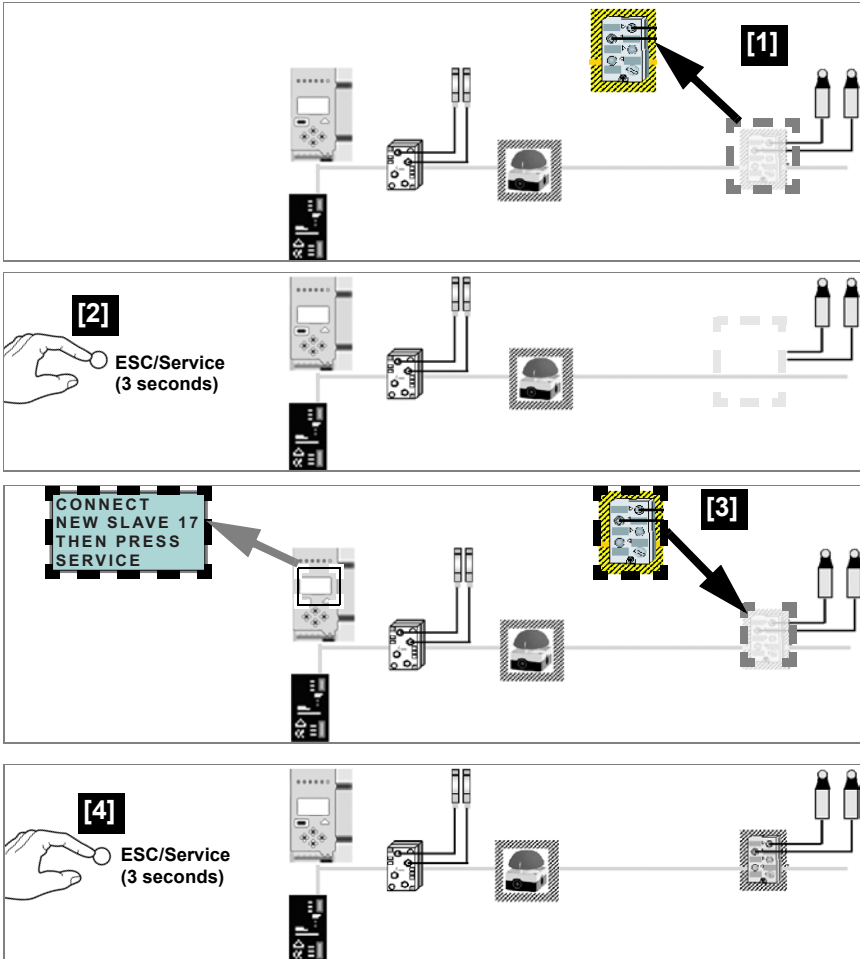 [1]
[2]
ESC/Service
(3 seconds)
CONNECT
NEW SLAVE 17
THEN PRESS
SERVICE
[3]
[4]
ESC/Service
(3 seconds)